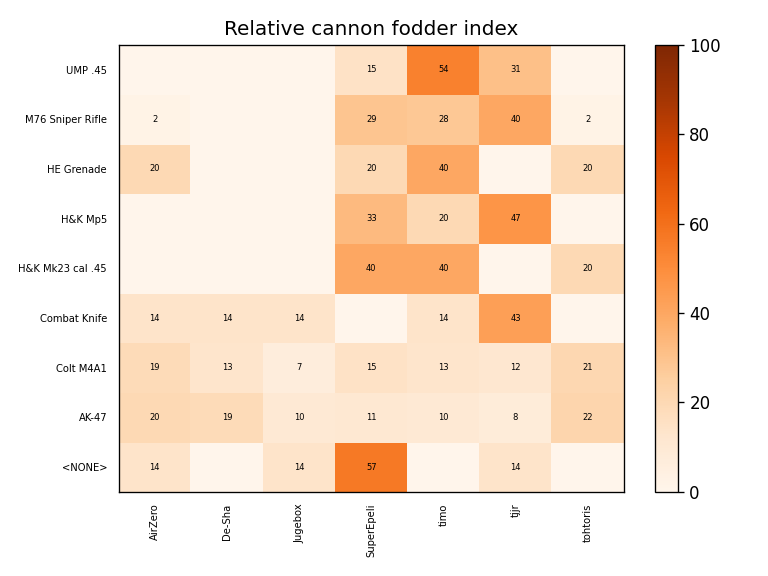 Relative cannon fodder index
UMP .45 15 54 31
M76 Sniper Rifle 2 29 28 40 2
HE Grenade 20 20 40 20
H&K Mp5 33 20 47
H&K Mk23 cal .45 40 40 20
Combat Knife 14 14 14 14 43
Colt M4A1 19 13 7 15 13 12 21
AK-47 20 19 10 11 10 8 22
<NONE> 14 14 57 14
AirZero De-Sha Jugebox SuperEpeli timo tjjr tohtoris
100
80
60
40
20
0